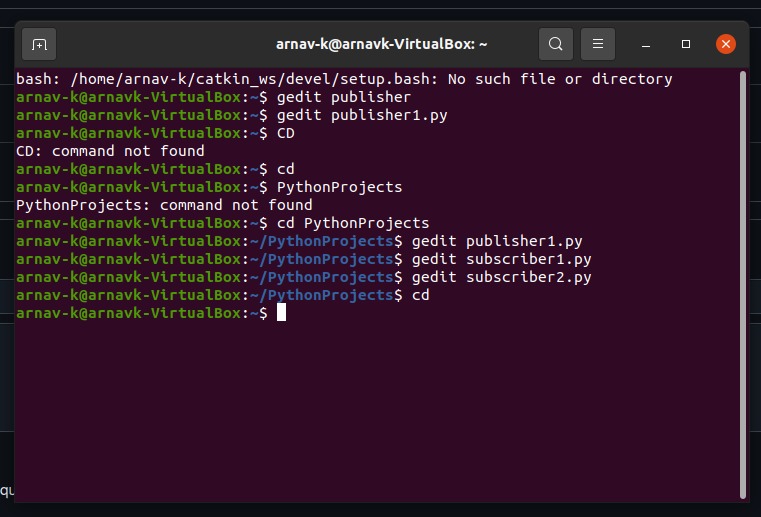 arnav-k@arnavk-VirtualBox: ~
bash: /home/arnav-k/catkin_ws/devel/setup.bash: No such file or directory
arnav-k@arnavk-VirtualBox:~$ gedit publisher
arnav-k@arnavk-VirtualBox:~$ gedit publisher1.py
arnav-k@arnavk-VirtualBox:~$ CD
CD: command not found
arnav-k@arnavk-VirtualBox:~$ cd
arnav-k@arnavk-VirtualBox:~$ PythonProjects
PythonProjects: command not found
arnav-k@arnavk-VirtualBox:~$ cd PythonProjects
arnav-k@arnavk-VirtualBox:~/PythonProjects$ gedit publisher1.py
arnav-k@arnavk-VirtualBox:~/PythonProjects$ gedit subscriber1.py
arnav-k@arnavk-VirtualBox:~/PythonProjects$ gedit subscriber2.py
arnav-k@arnavk-VirtualBox:~/PythonProjects$ cd
arnav-k@arnavk-VirtualBox:~$
qu